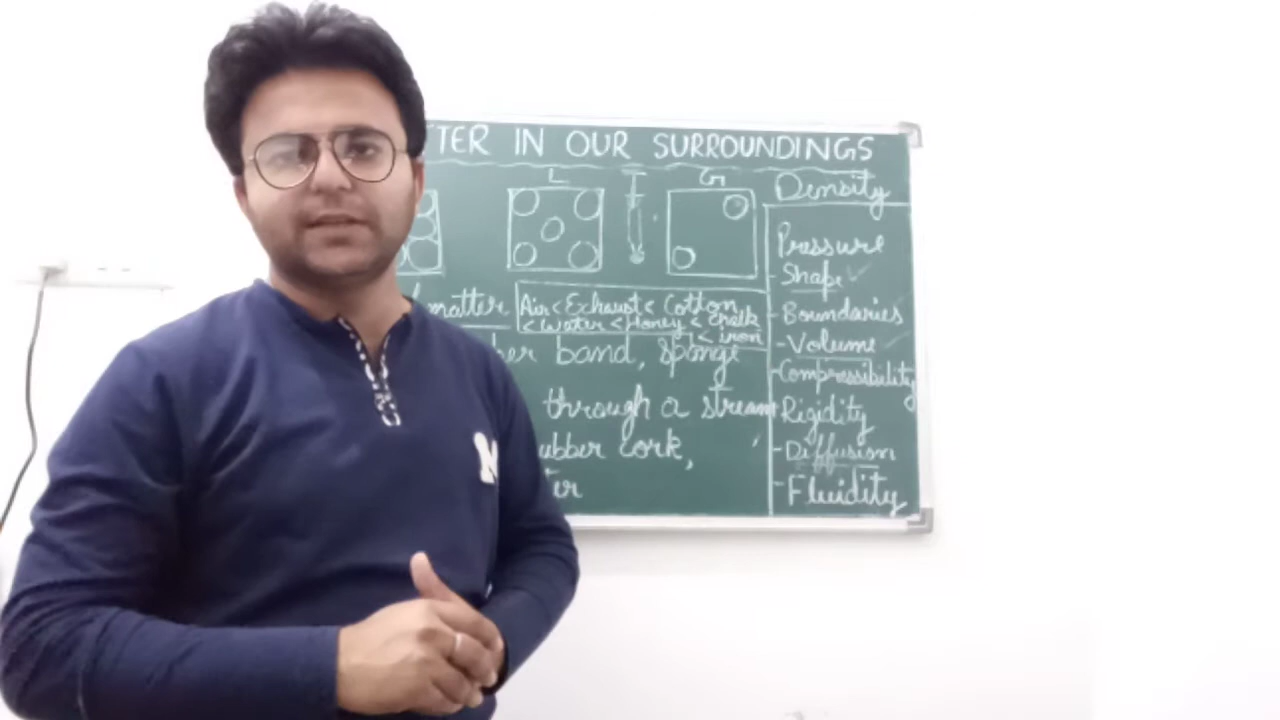 TTER IN OUR SURROUNDINGS
L G
Density
matter
Air < Exhaust < Cotton
< Water < Honey < Chalk
< iron
ber band, sponge
through a stream
ubber Cork,
ter
Pressure
- Shape
- Boundaries
- Volume
- Compressibility
Rigidity
- Diffusion
- Fluidity
N